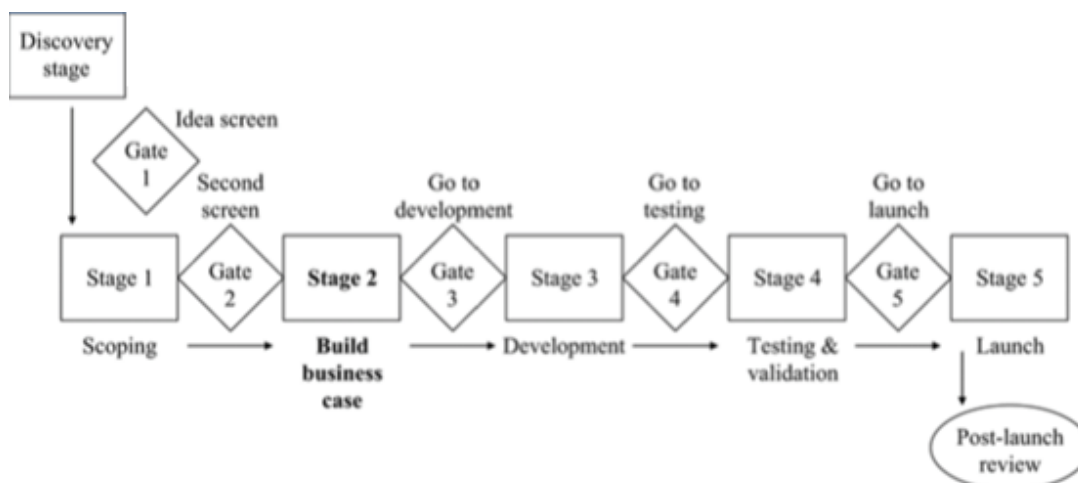 Discovery
stage
Idea screen
Gate
1
Second
screen
Go to
development
Go to
testing
Go to
launch
Stage 1
Gate
2
Stage 2
Gate
3
Stage 3
Gate
4
Stage 4
Gate
5
Stage 5
Scoping
Build
business
case
Development
Testing &
validation
Launch
Post-launch
review